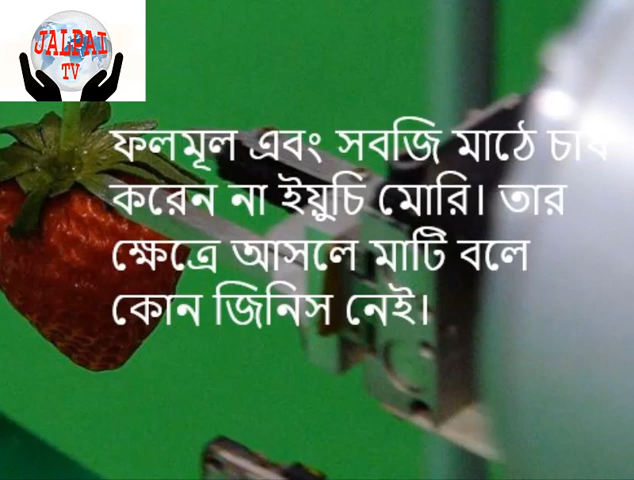 JALPAI
TV
ফলমূল এবং সবজি মাঠে চাষ
করেন না ইয়ুচি মোরি। তার
ক্ষেত্রে আসলে মাটি বলে
কোন জিনিস নেই।